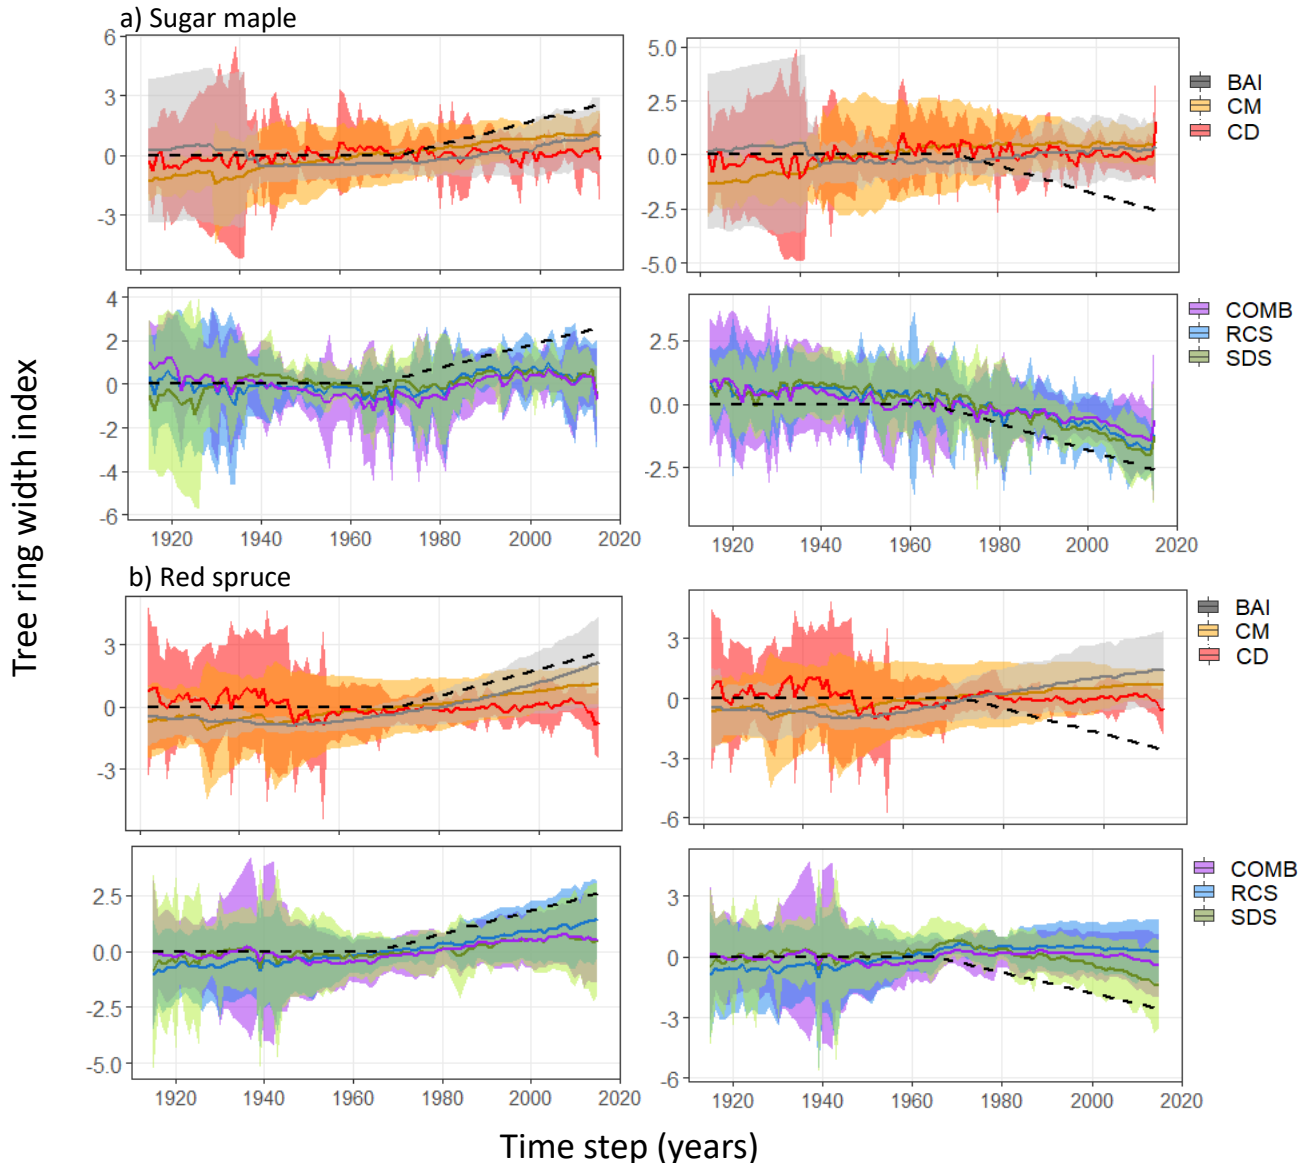 a) Sugar maple
6
3
0
-3
5.0
2.5
0.0
-2.5
-5.0
BAI
CM
CD
4
2
0
-2
-4
-6
1920 1940 1960 1980 2000 2020
2.5
0.0
-2.5
1920 1940 1960 1980 2000 2020
COMB
RCS
SDS
Tree ring width index
b) Red spruce
3
0
-3
3
0
-3
-6
BAI
CM
CD
2.5
0.0
-2.5
-5.0
1920 1940 1960 1980 2000 2020
3
0
-3
-6
1920 1940 1960 1980 2000 2020
COMB
RCS
SDS
Time step (years)